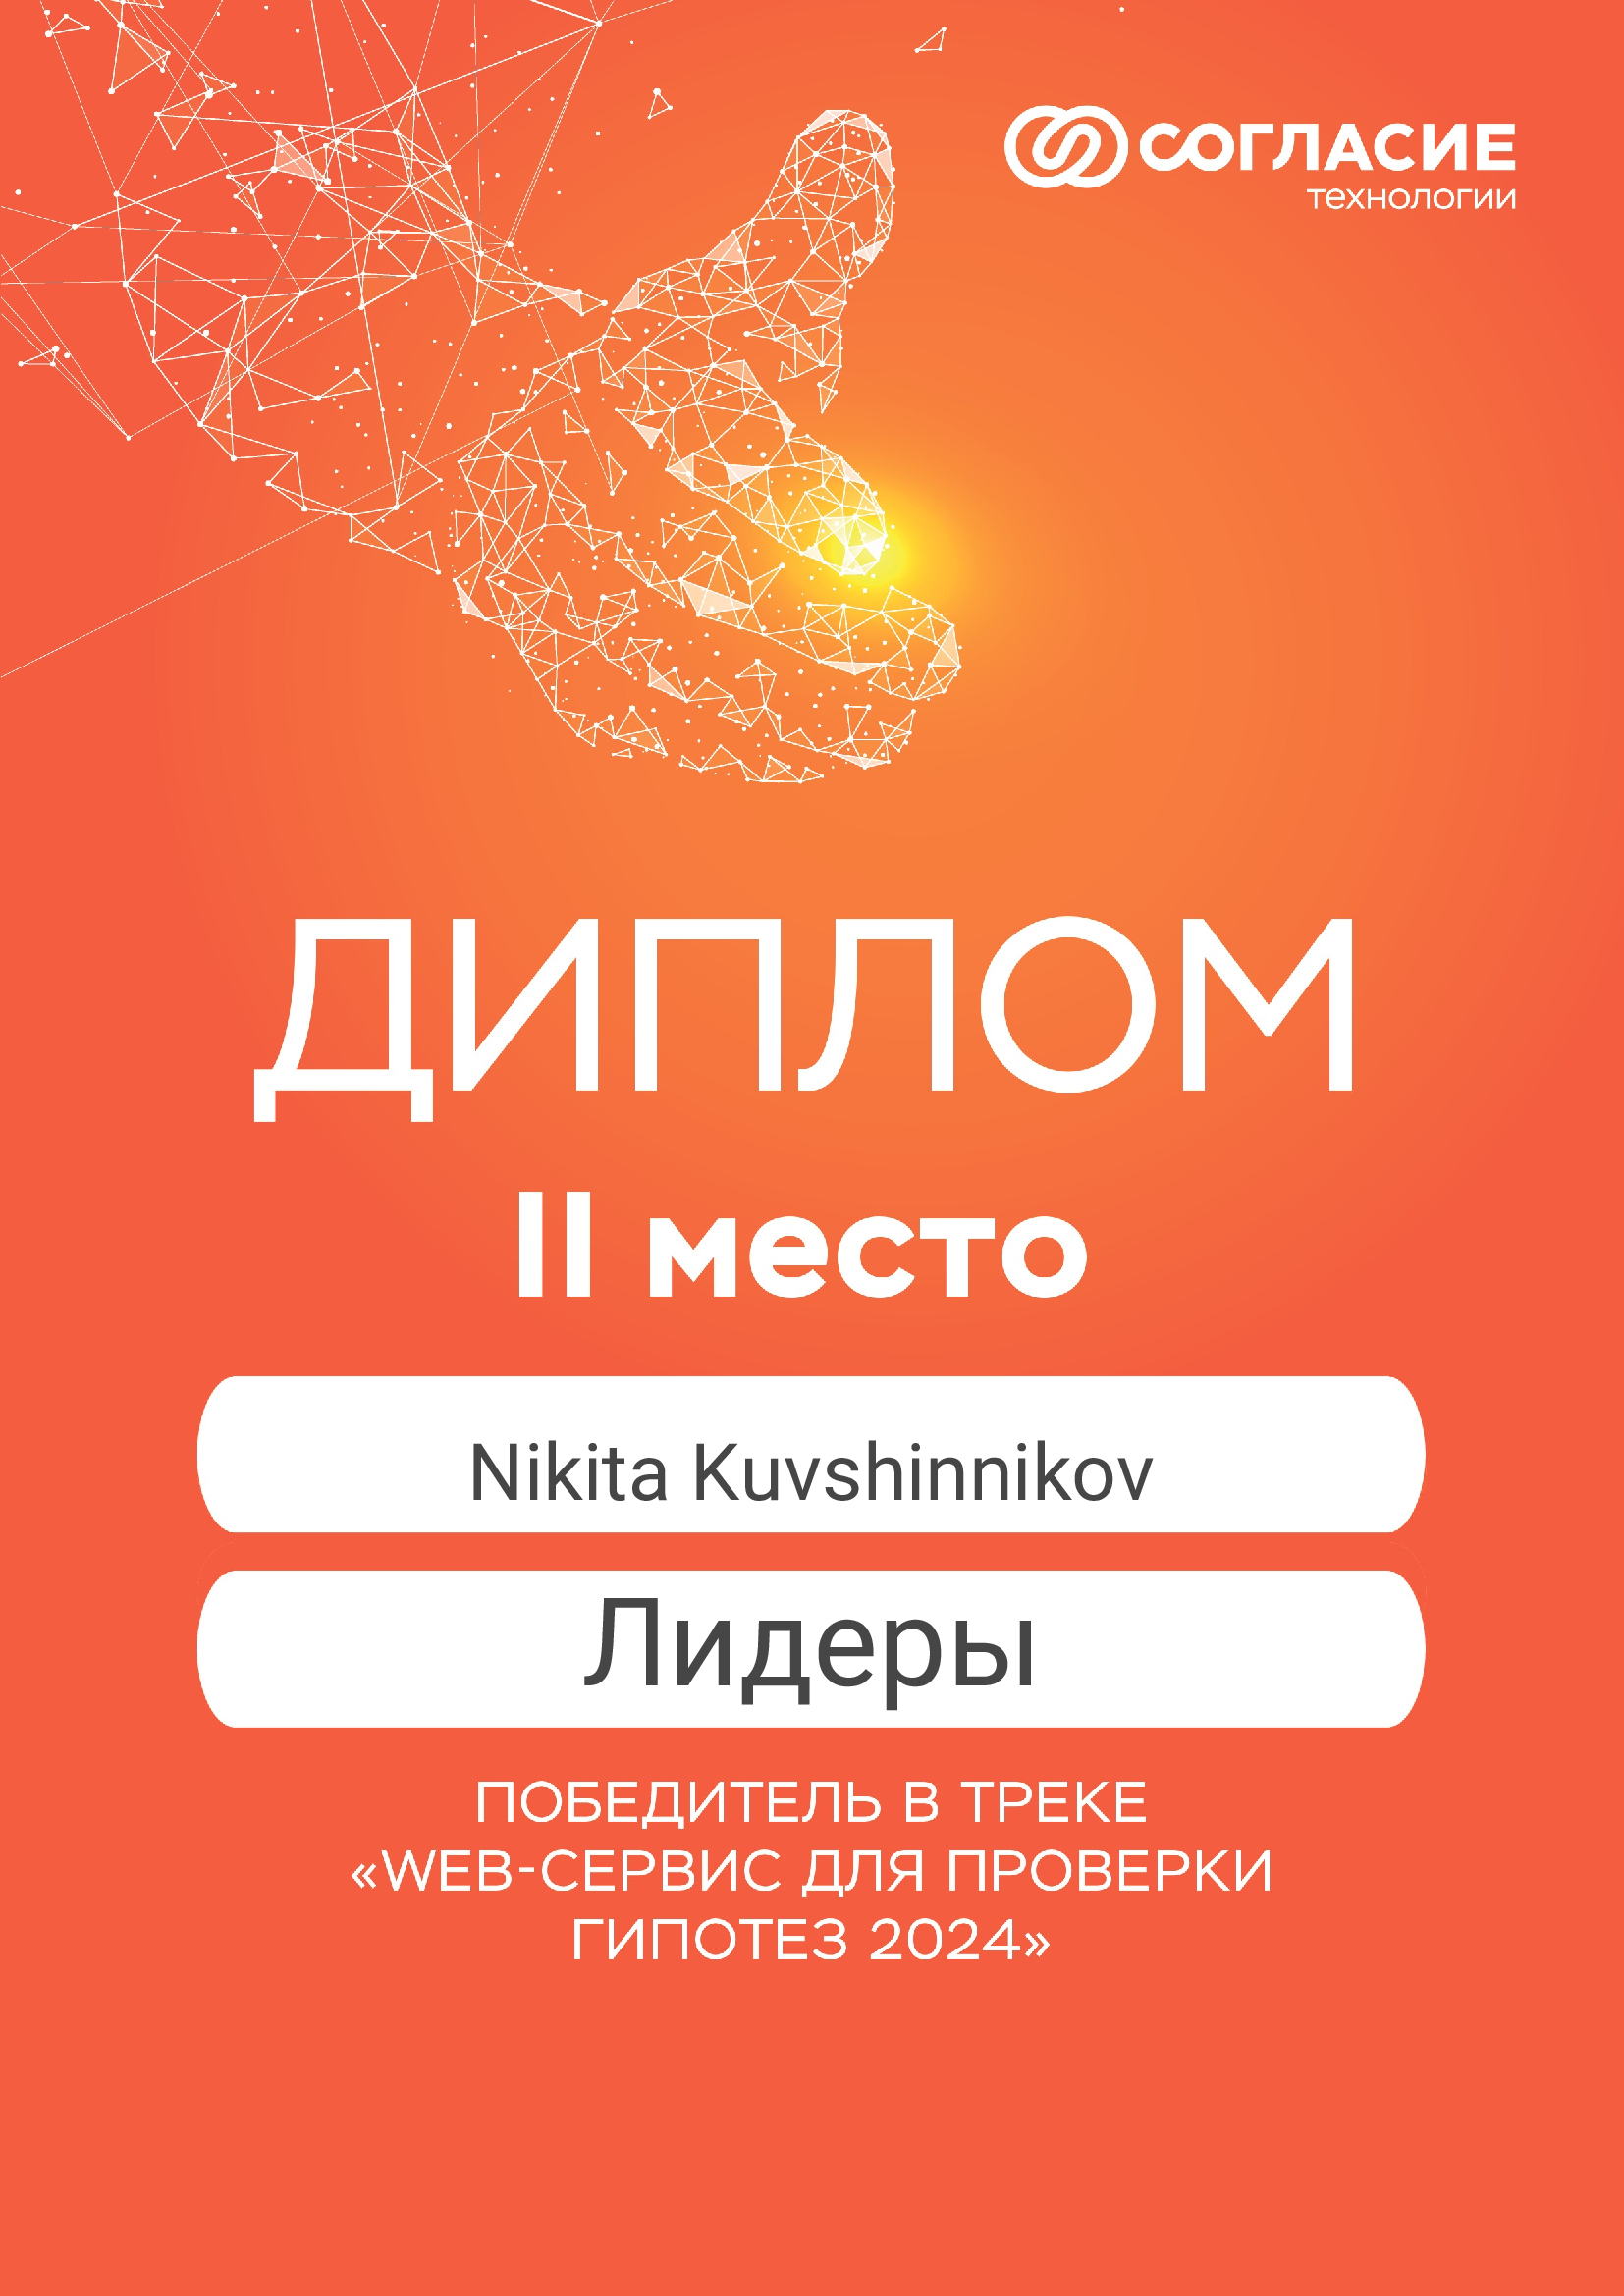 СОГЛАСИЕ
ТЕХНОЛОГИИ
ДИПЛОМ
II место
Nikita Kuvshinnikov
Лидеры
ПОБЕДИТЕЛЬ В ТРЕКЕ
«WEB-СЕРВИС ДЛЯ ПРОВЕРКИ
ГИПОТЕЗ 2024»